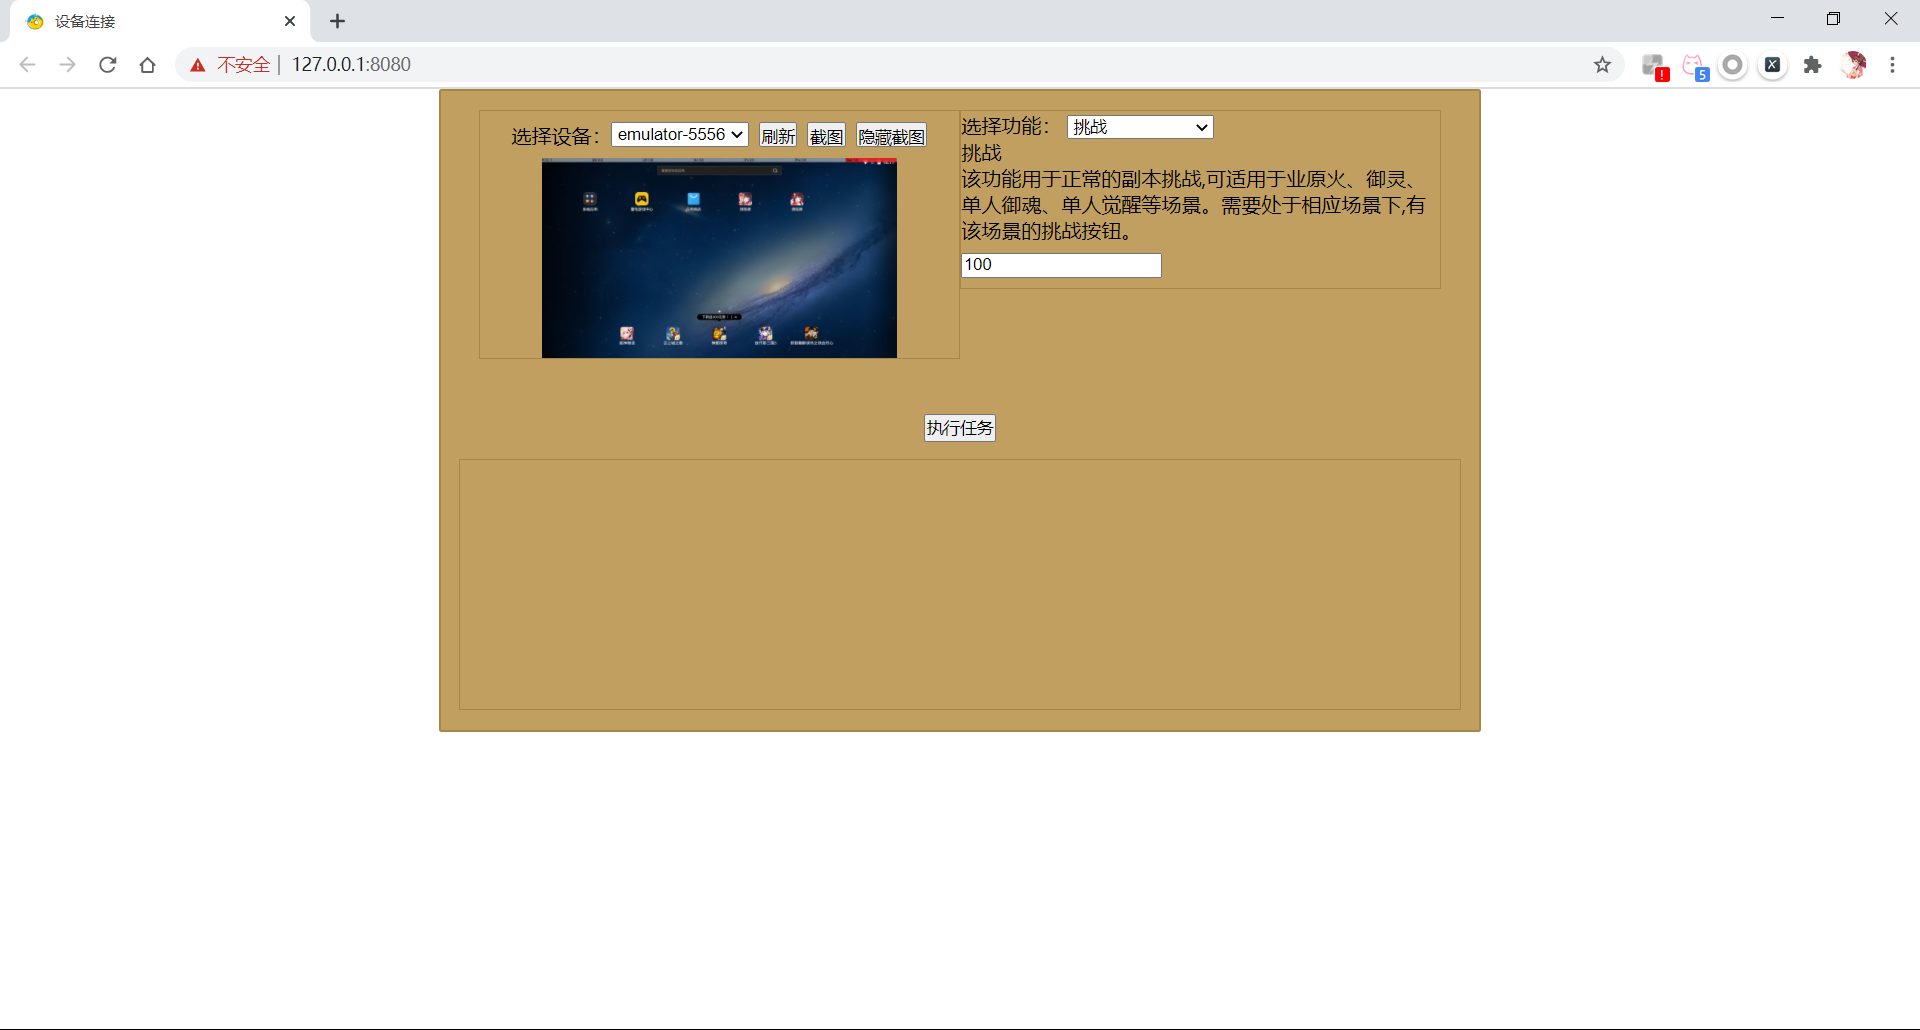 设备连接
不安全 | 127.0.0.1:8080
!
5
选择设备： emulator-5556 刷新 截图 隐藏截图
选择功能： 挑战
挑战
该功能用于正常的副本挑战,可适用于业原火、御灵、
单人御魂、单人觉醒等场景。需要处于相应场景下,有
该场景的挑战按钮。
100
执行任务